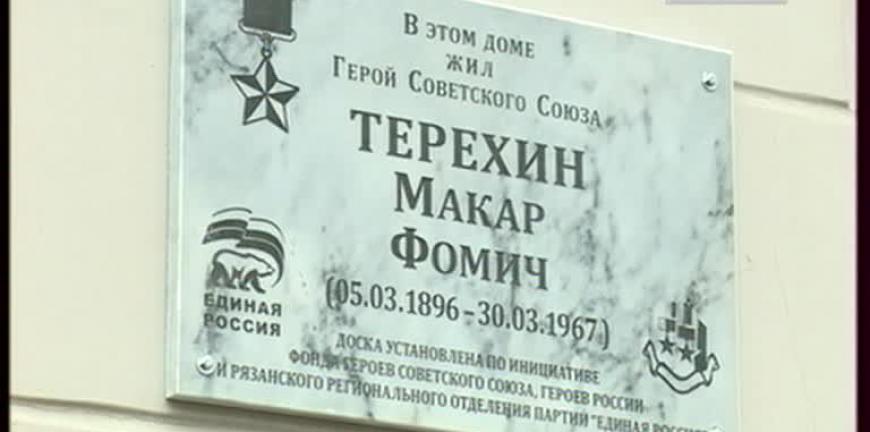 В ЭТОМ ДОМЕ
ЖИЛ
ГЕРОЙ СОВЕТСКОГО СОЮЗА
ТЕРЕХИН
МАКАР
ФОМИЧ
(05.03.1896 – 30.03.1967)
ЕДИНАЯ
РОССИЯ
ДОСКА УСТАНОВЛЕНА ПО ИНИЦИАТИВЕ
ФОНДА ГЕРОЕВ СОВЕТСКОГО СОЮЗА, ГЕРОЕВ РОССИИ
И РЯЗАНСКОГО РЕГИОНАЛЬНОГО ОТДЕЛЕНИЯ ПАРТИИ "ЕДИНАЯ